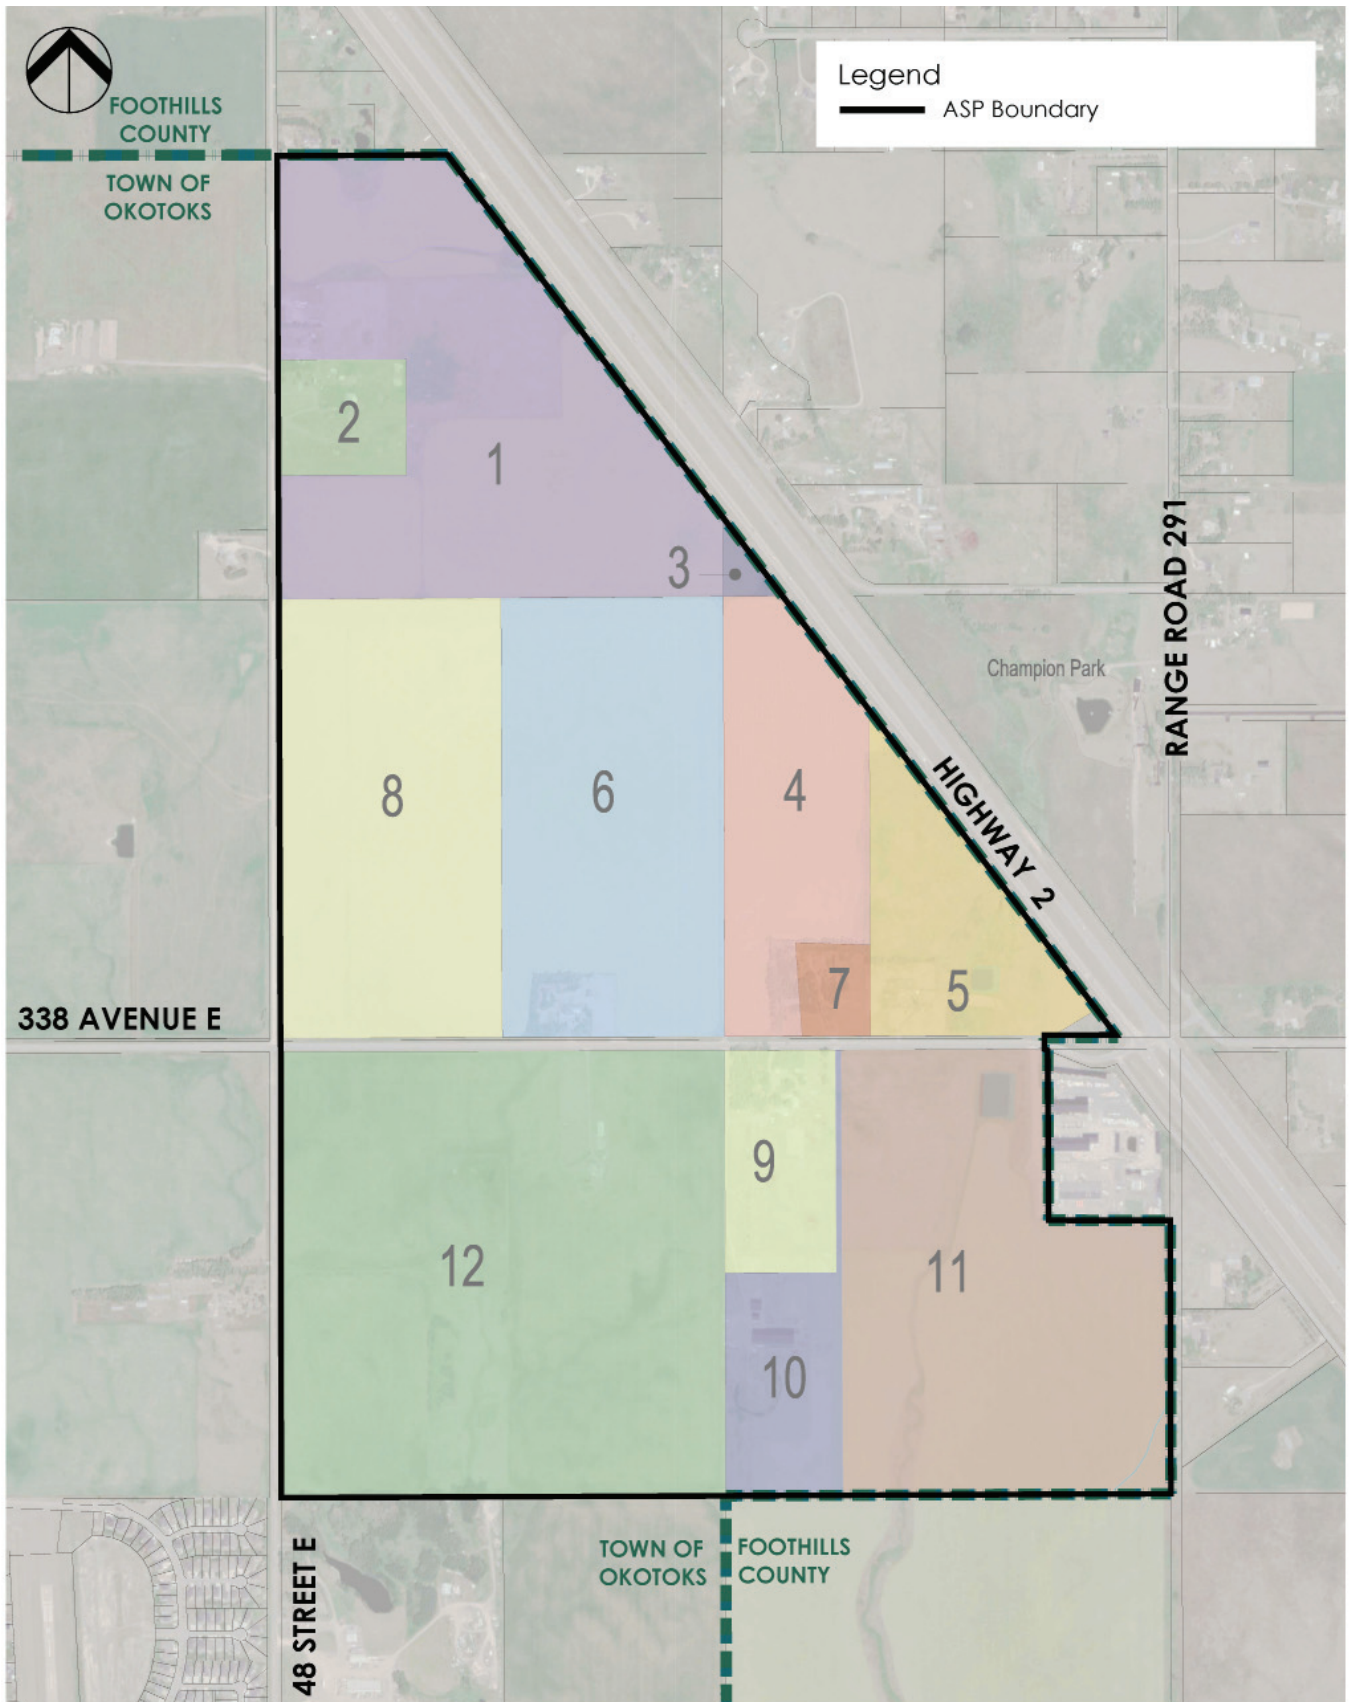 Legend
ASP Boundary
FOOTHILLS
COUNTY
TOWN OF
OKOTOKS
2
1
3
RANGE ROAD 291
Champion Park
8
6
4
HIGHWAY 2
7
5
338 AVENUE E
9
12
11
10
48 STREET E
TOWN OF
OKOTOKS
FOOTHILLS
COUNTY